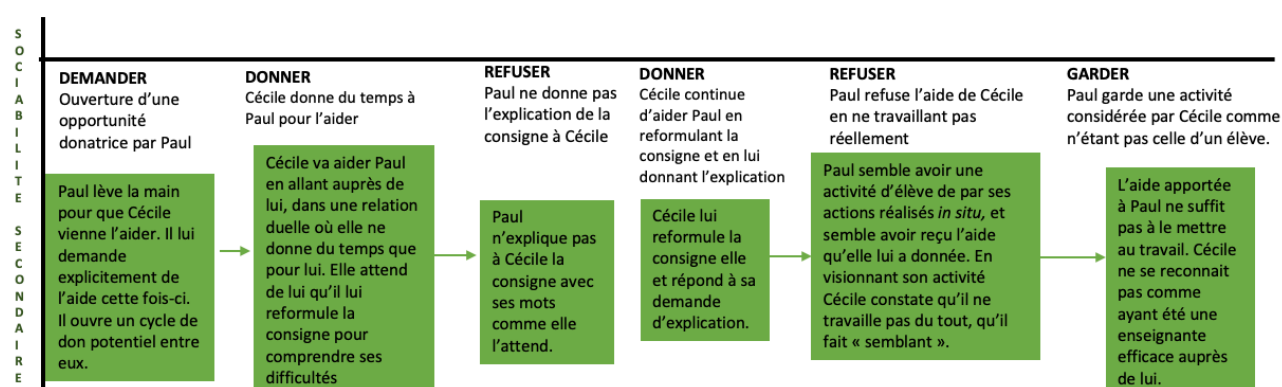 SOCIABILITE SECONDAIRE
DEMANDER
Ouverture d’une
opportunité
donatrice par Paul
Paul lève la main
pour que Cécile
vienne l’aider. Il lui
demande
explicitement de
l’aide cette fois-ci.
Il ouvre un cycle de
don potentiel entre
eux.
DONNER
Cécile donne du temps à
Paul pour l’aider
Cécile va aider Paul
en allant auprès de
lui, dans une relation
duelle où elle ne
donne du temps que
pour lui. Elle attend
de lui qu’il lui
reformule la
consigne pour
comprendre ses
difficultés
REFUSER
Paul ne donne pas
l’explication de la
consigne à Cécile
Paul
n’explique pas
à Cécile la
consigne avec
ses mots
comme elle
l’attend.
DONNER
Cécile continue
d’aider Paul en
reformulant la
consigne et en lui
donnant l’explication
Cécile lui
reformule la
consigne elle
et répond à sa
demande
d’explication.
REFUSER
Paul refuse l’aide de Cécile
en ne travaillant pas
réellement
Paul semble avoir une
activité d’élève de par ses
actions réalisés in situ, et
semble avoir reçu l’aide
qu’elle lui a donnée. En
visionnant son activité
Cécile constate qu’il ne
travaille pas du tout, qu’il
fait « semblant ».
GARDER
Paul garde une activité
considérée par Cécile comme
n’étant pas celle d’un élève.
L’aide apportée
à Paul ne suffit
pas à le mettre
au travail. Cécile
ne se reconnait
pas comme
ayant été une
enseignante
efficace auprès
de lui.